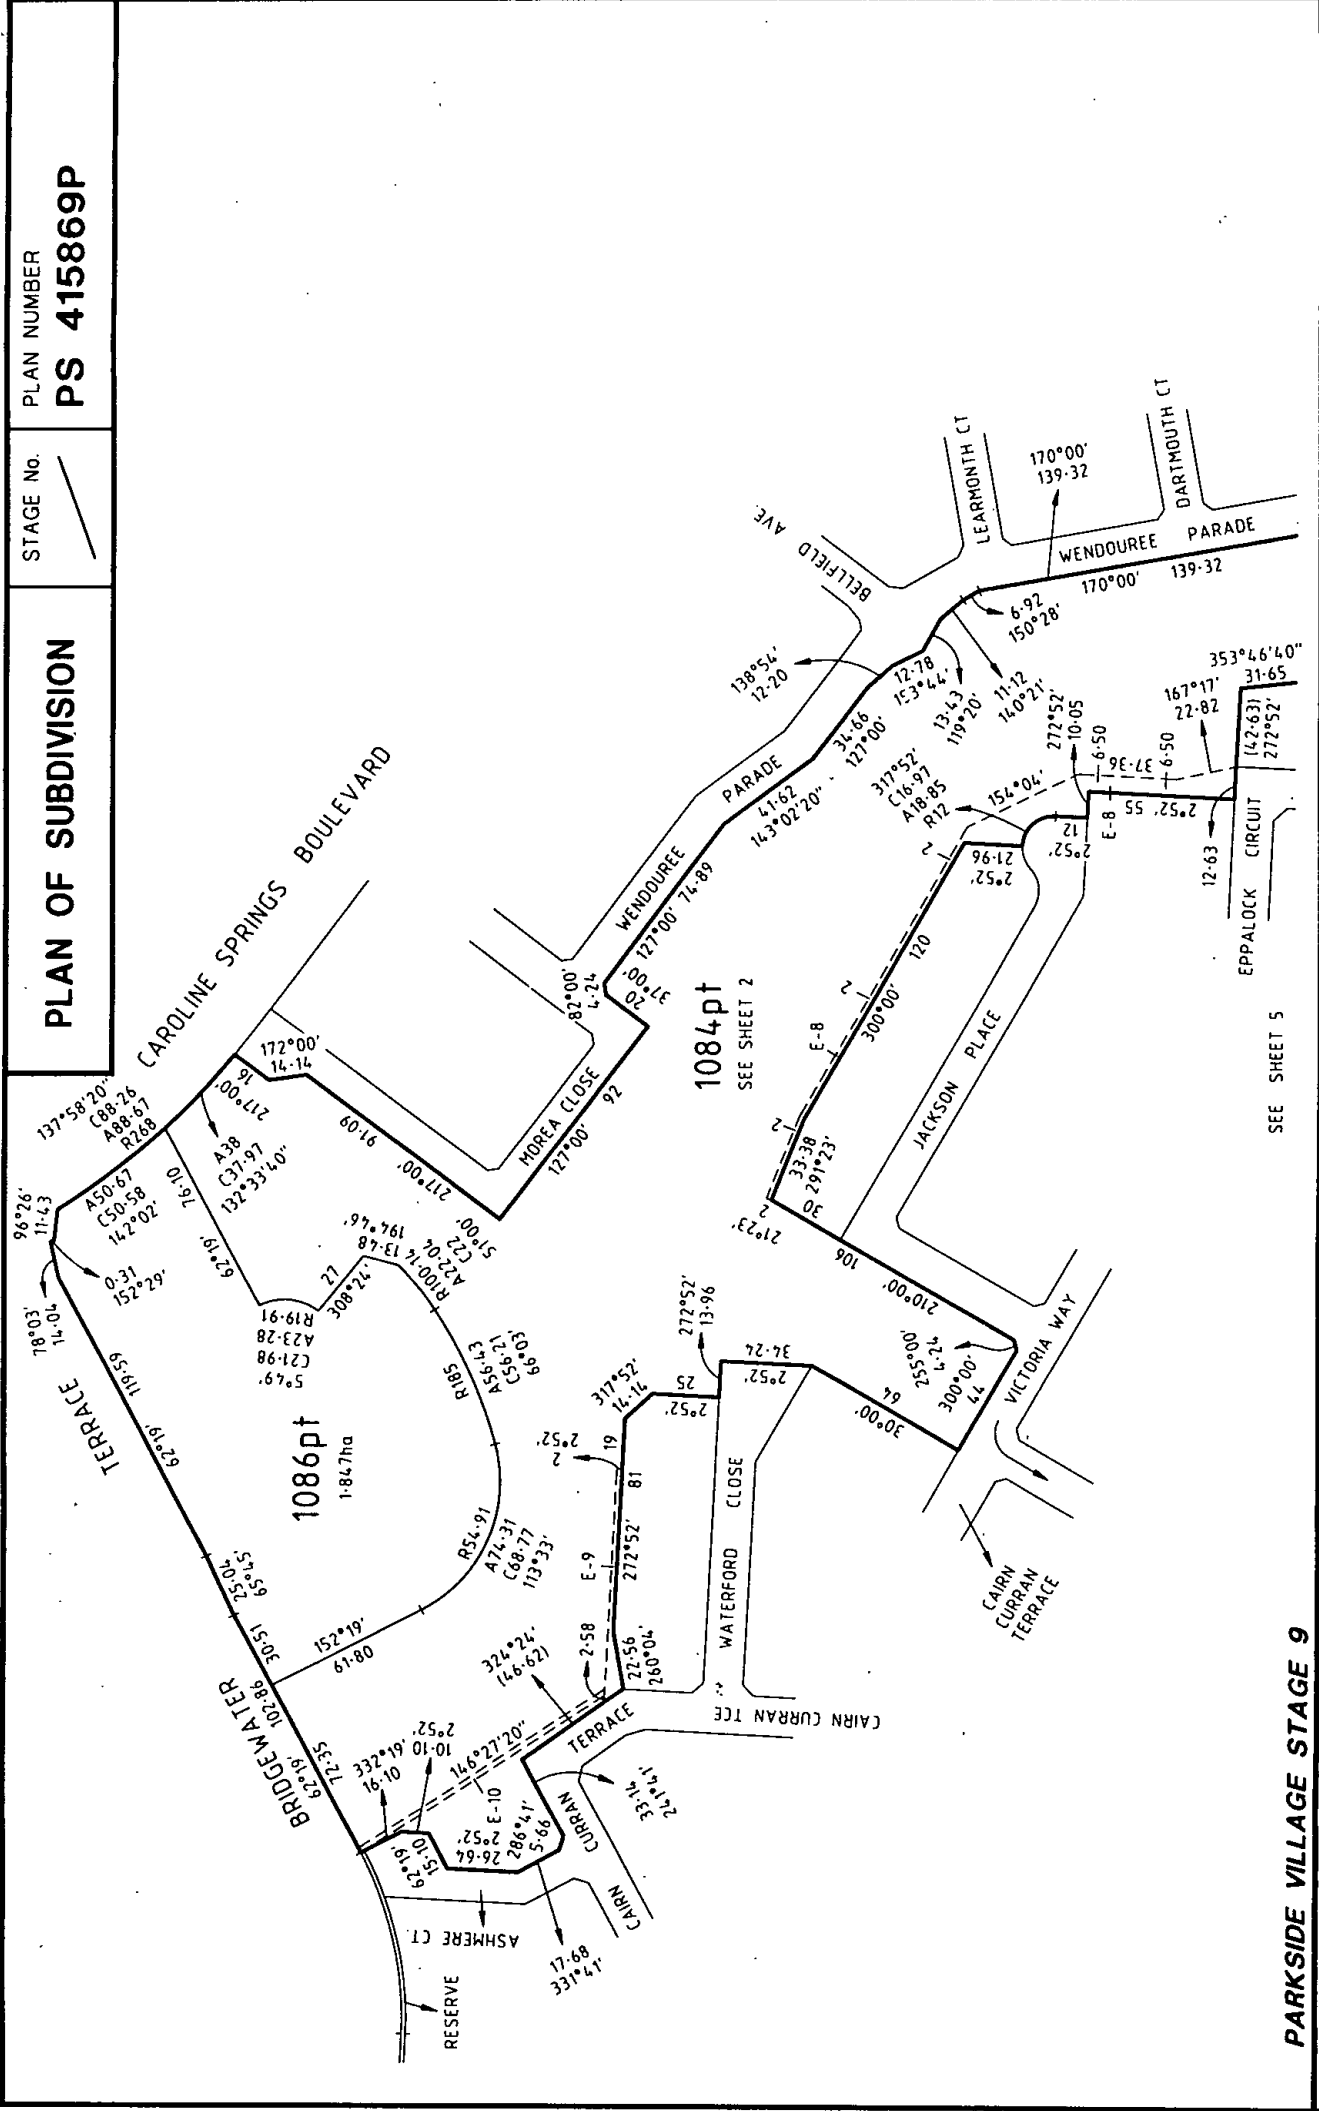 PLAN OF SUBDIVISION
STAGE No.
PLAN NUMBER
PS 415869P
CAROLINE SPRINGS BOULEVARD
137°58'20"
C88·26
A88·67
R268
96°26'
11·43
A50·67
C50·58
142°02'
0·31
152°29'
78°03'
14·04
A38
C37·97
132°33'40"
217°00'
16
172°00'
14·14
91·09
217°00'
76·10
62°19'
119·59
62°19'
TERRACE
BRIDGEWATER
25·04
65°45'
30·51
102·86
62°19'
72·35
152°19'
61·80
1086pt
1·847ha
5°49'
C21·98
A23·28
R19·91
27
308°24'
13·48
194°46'
R100·14
A22·04
C22
51°00'
R185
A56·43
C56·21
66°03'
R54·91
A74·31
C68·77
113°33'
MOREA CLOSE
127°00'
92
82°00'
4·24
20
37°00'
WENDOUREE
PARADE
127°00' 74·89
41·62
143°02'20"
34·66
127°00'
138°54'
12·20
12·78
153°44'
13·43
119°20'
11·12
140°21'
6·92
150°28'
BELLFIELD
AVE.
LEARMONTH CT
170°00'
139·32
DARTMOUTH CT
WENDOUREE PARADE
170°00' 139·32
1084pt
SEE SHEET 2
353°46'40"
31·65
167°17'
22·82
(42·63)
272°52'
272°52'
10·05
6·50
37·36
6·50
154°04'
317°52'
C16·97
A18·85
R12
12
2°52'
E-8
55
2°52'
12·63
EPPALOCK CIRCUIT
SEE SHEET 5
2
21·96
2°52'
120
300°00'
2
E-8
2
33·38
291°23'
2
21°23'
30
106
210°00'
JACKSON PLACE
255°00'
4·24
300°00'
44
VICTORIA WAY
64
30°00'
34·24
2°52'
272°52'
13·96
25
2°52'
317°52'
14·14
2°52'
2
19
81
272°52'
E-9
WATERFORD CLOSE
22·56
260°04'
2·58
324°24'
(46·62)
CAIRN CURRAN TCE
CAIRN
CURRAN
TERRACE
CAIRN CURRAN TERRACE
146°27'20"
E-10
332°19'
16·10
10·10
2°52'
62°19'
15·10
26·64
2°52'
286°41'
5·66
33·14
241°41'
17·68
331°41'
ASHMERE CT.
RESERVE
PARKSIDE VILLAGE STAGE 9